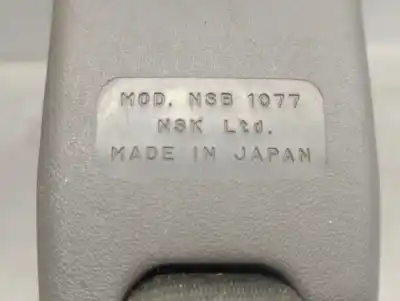 MOD. NSB 1077
NSK Ltd.
MADE IN JAPAN